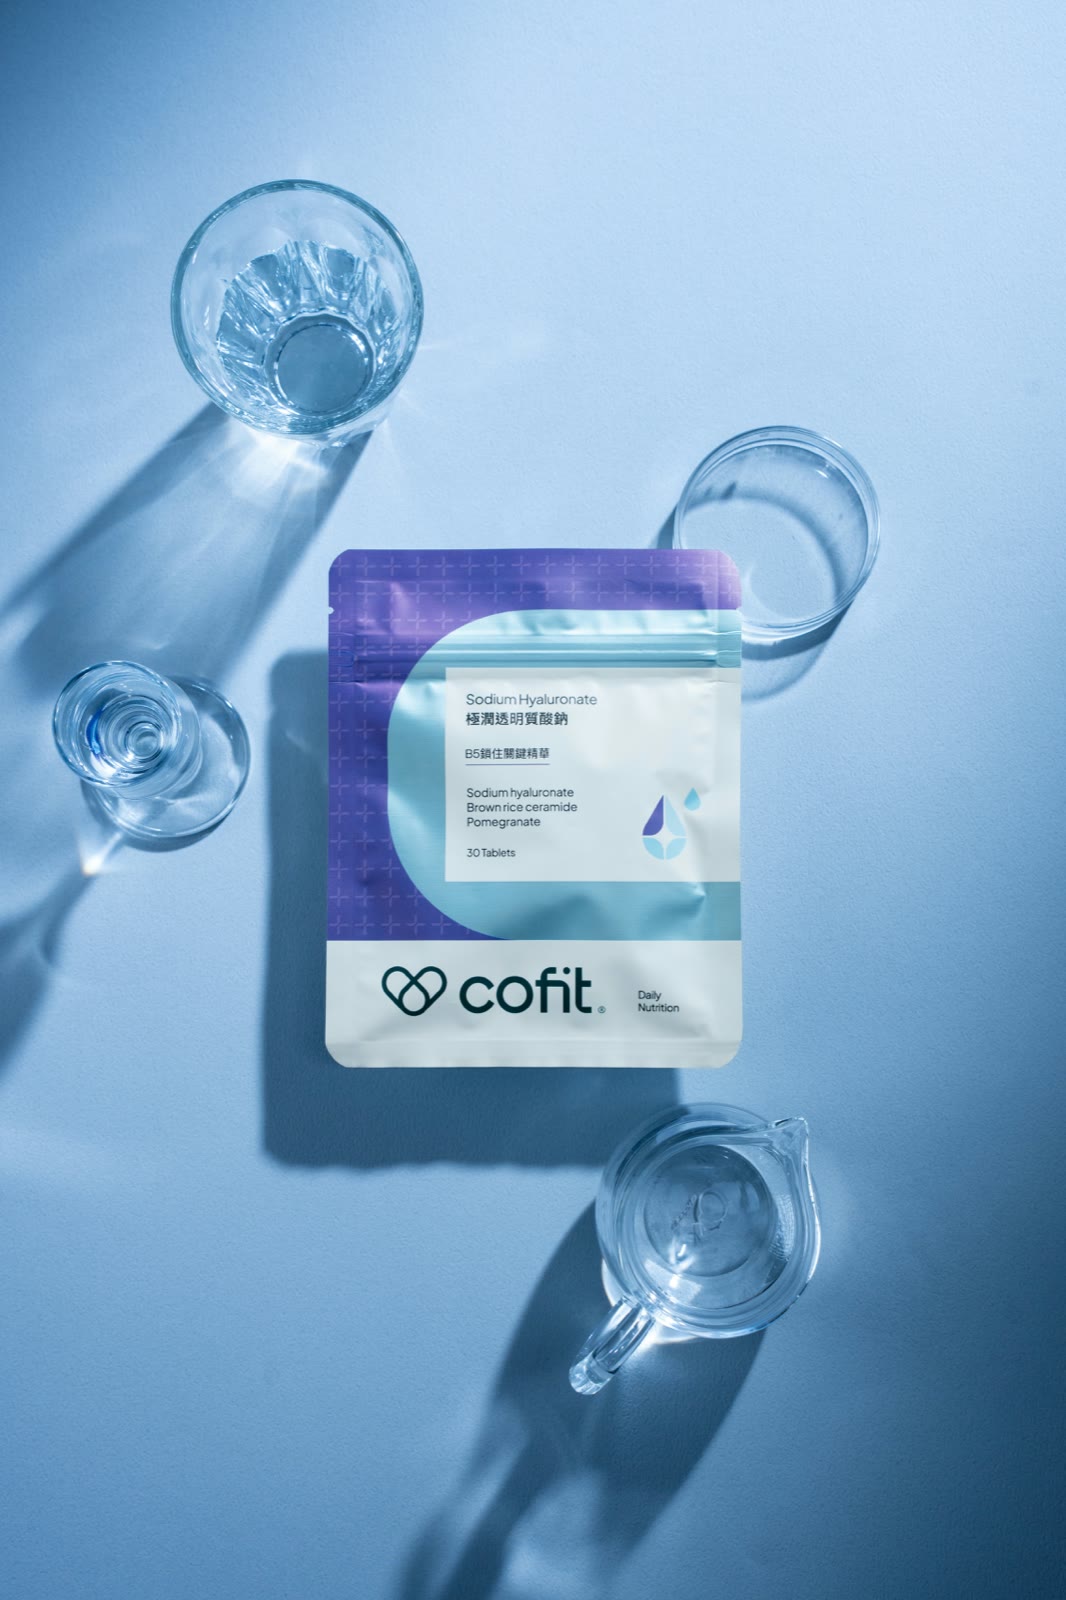 Sodium Hyaluronate
極潤透明質酸鈉
B5鎖住關鍵精華
Sodium hyaluronate
Brown rice ceramide
Pomegranate
30 Tablets
cofit®
Daily
Nutrition